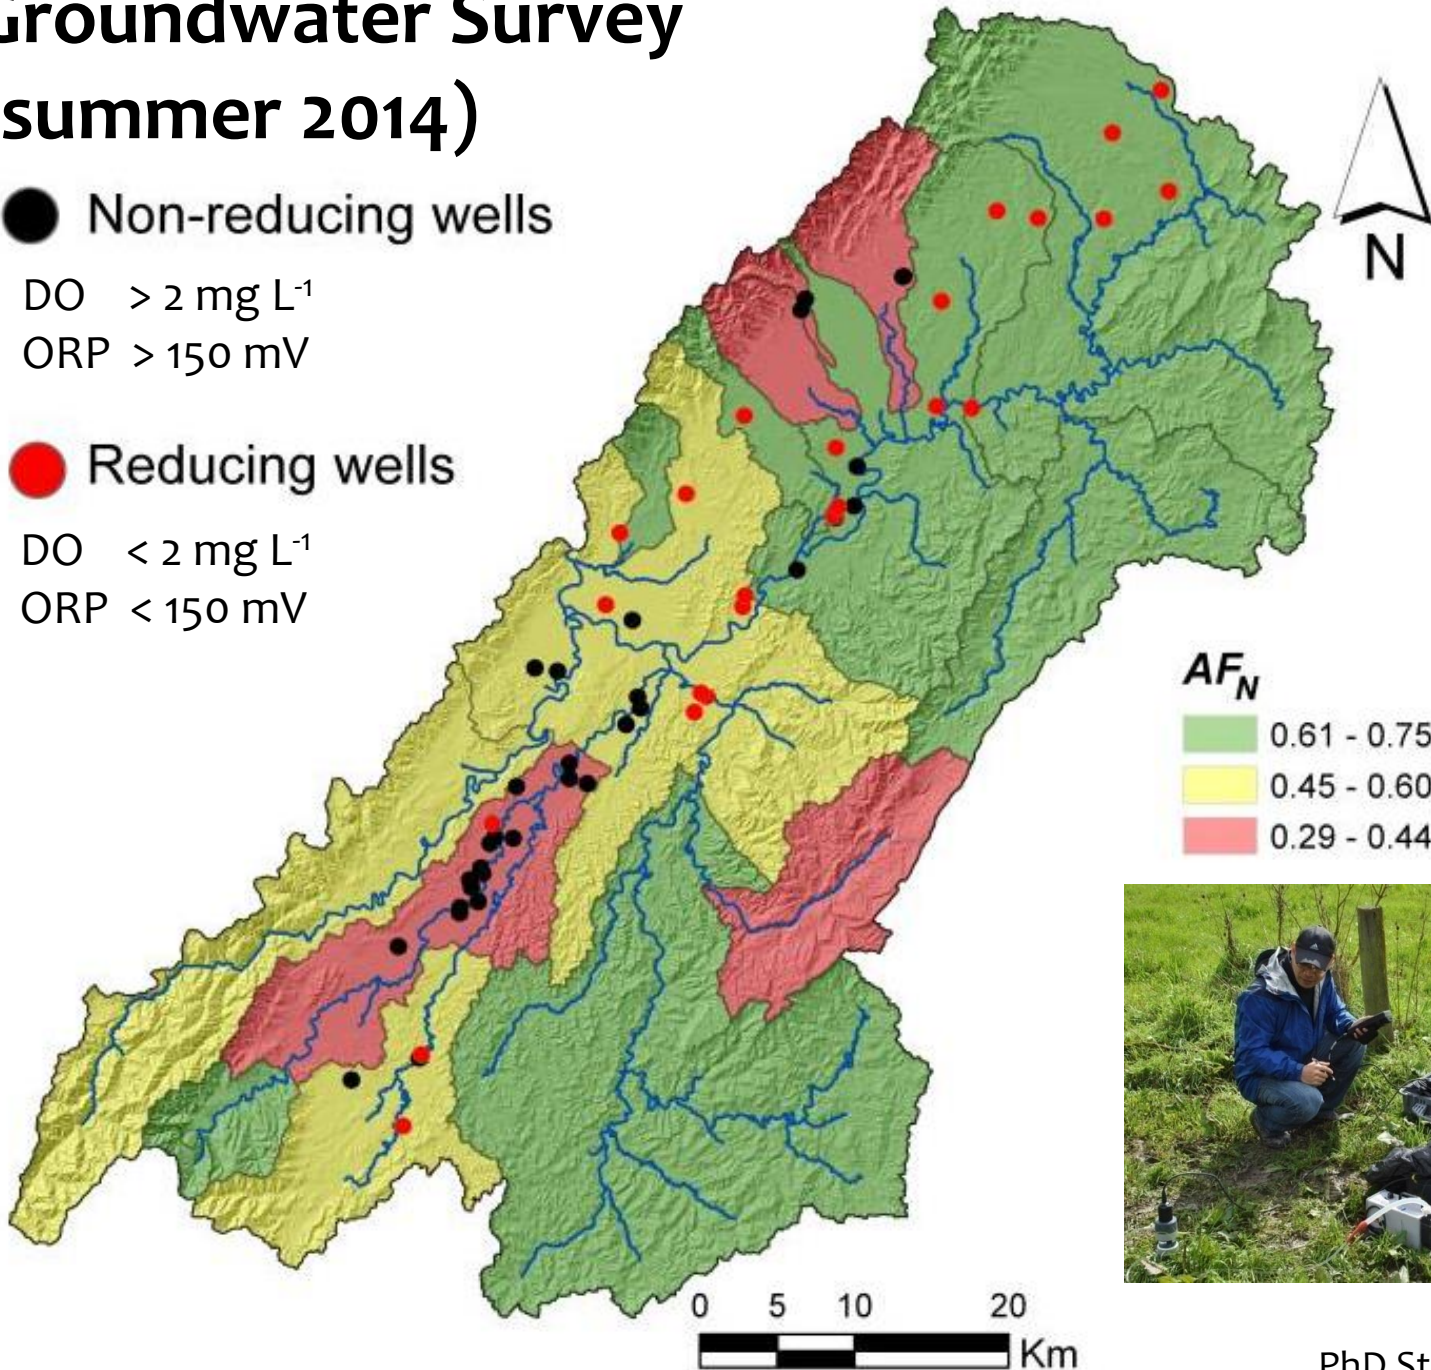 Groundwater Survey
summer 2014)
Non-reducing wells
DO > 2 mg L-1
ORP > 150 mV
Reducing wells
DO < 2 mg L-1
ORP < 150 mV
N
AFN
0.61 - 0.75
0.45 - 0.60
0.29 - 0.44
0 5 10 20
Km
PhD St